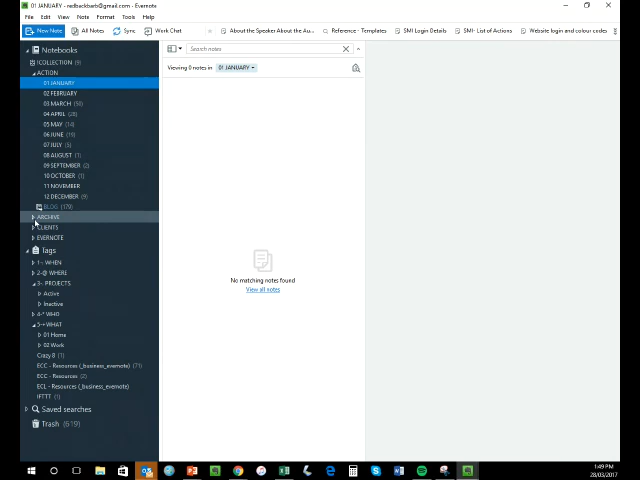 01 JANUARY - redbeckbarb@gmail.com - Evernote
File Edit View Note Format Tools Help
New Note All Notes Sync Work Chat About the Speaker About the Au... Reference · Templates SMI Login Details SMI- List of Actions Website login and colour codes
Notebooks
Search notes
!COLLECTION (9)
Viewing 0 notes in 01 JANUARY
ACTION
01 JANUARY
02 FEBRUARY
03 MARCH (50)
04 APRIL (28)
05 MAY (14)
06 JUNE (15)
07 JULY (5)
08 AUGUST (1)
09 SEPTEMBER (2)
10 OCTOBER (1)
11 NOVEMBER
12 DECEMBER (9)
BLOG (179)
ARCHIVE
CLIENTS
EVERNOTE
Tags
1-. WHEN
2-@ WHERE
3-. PROJECTS
Active
Inactive
4-* WHO
5-+ WHAT
01 Home
02 Work
Crazy 8 (1)
ECC - Resources (_business_evernote) (71)
ECC - Resources (2)
ECL - Resources (_business_evernote)
IFTTT (1)
Saved searches
Trash (619)
No matching notes found
View all notes
1:49 PM
28/03/2017